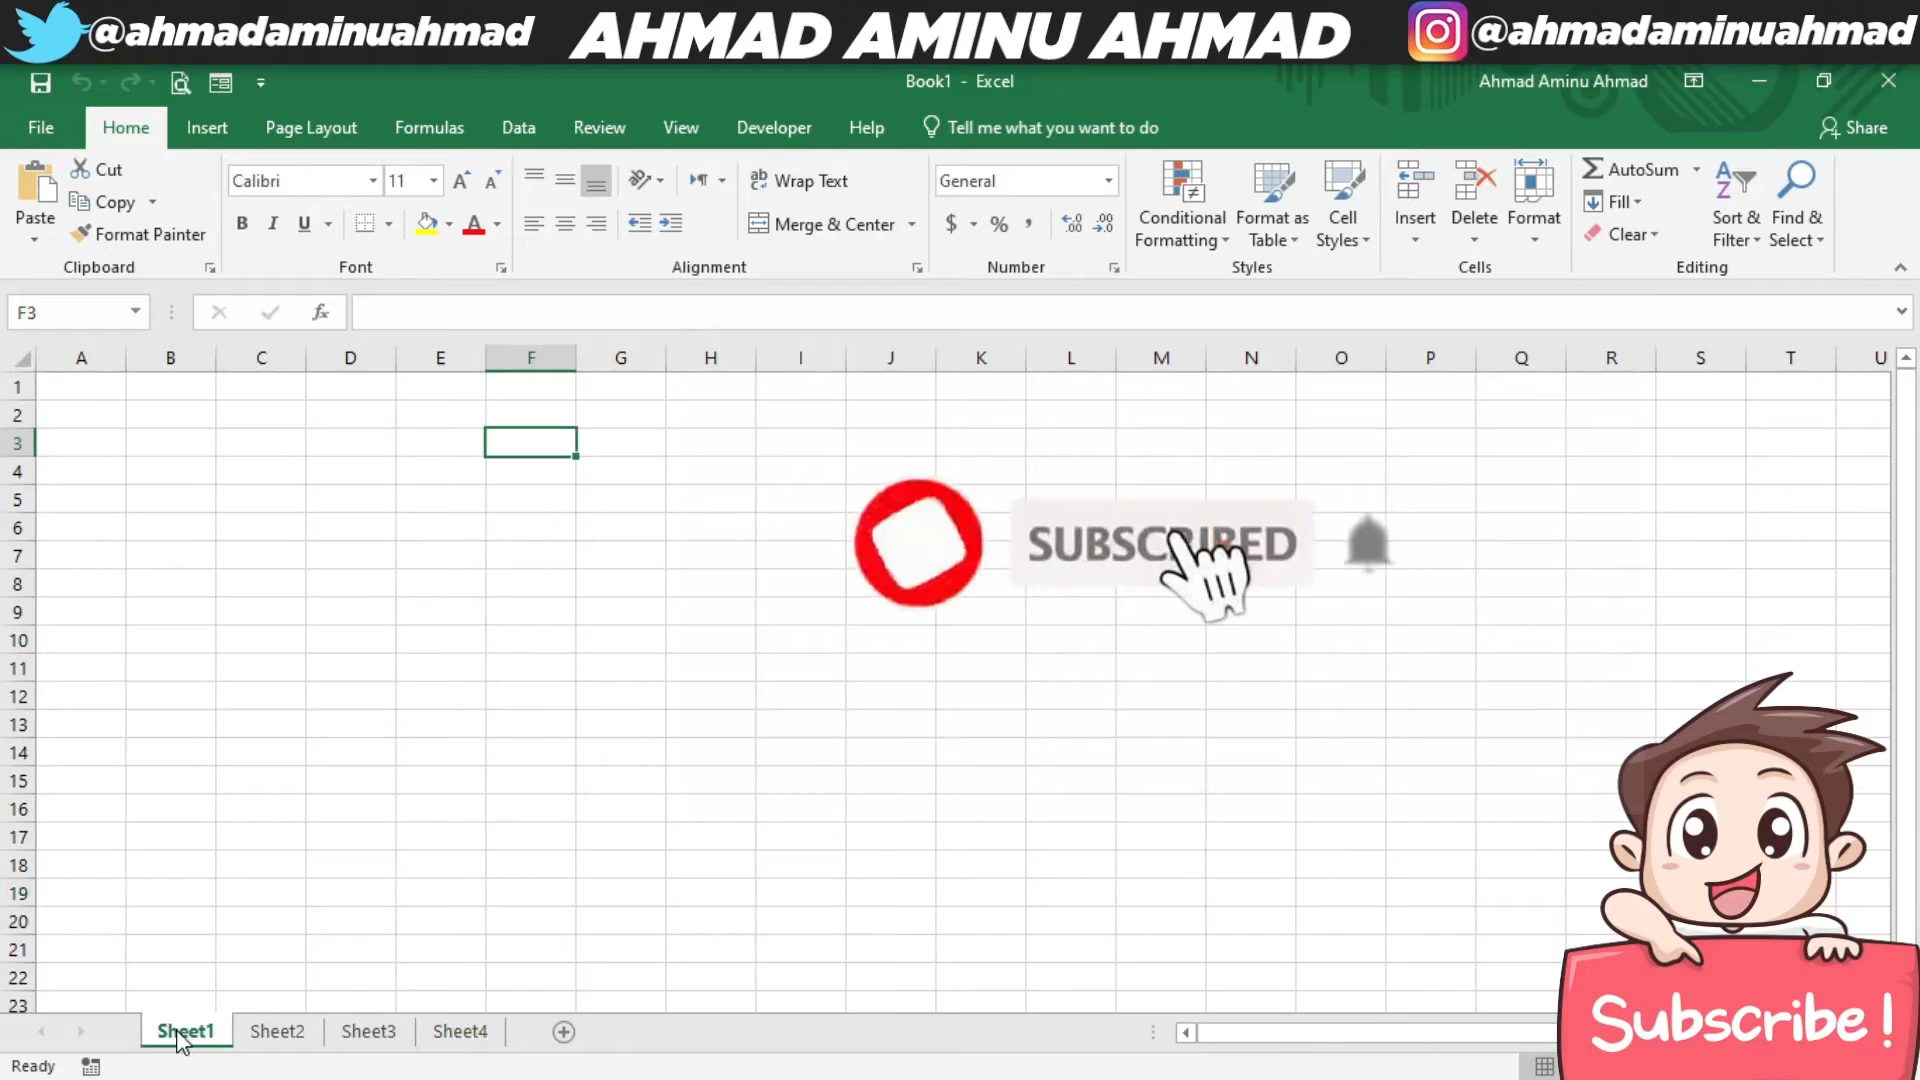 @ahmadaminuahmad AHMAD AMINU AHMAD @ahmadaminuahmad
Book1 - Excel Ahmad Aminu Ahmad
File Home Insert Page Layout Formulas Data Review View Developer Help Tell me what you want to do Share
Cut Calibri 11 Wrap Text General AutoSum
Copy Fill
Paste B I U Merge & Center $ % , Conditional Format as Cell Insert Delete Format Sort & Find &
Format Painter Formatting Table Styles Clear Filter Select
Clipboard Font Alignment Number Styles Cells Editing
F3 fx
A B C D E F G H I J K L M N O P Q R S T U
1
2
3
4
5
6
SUBSCRIBED
7
8
9
10
11
12
13
14
15
16
17
18
19
20
21
22
23
Subscribe!
Sheet1 Sheet2 Sheet3 Sheet4
Ready